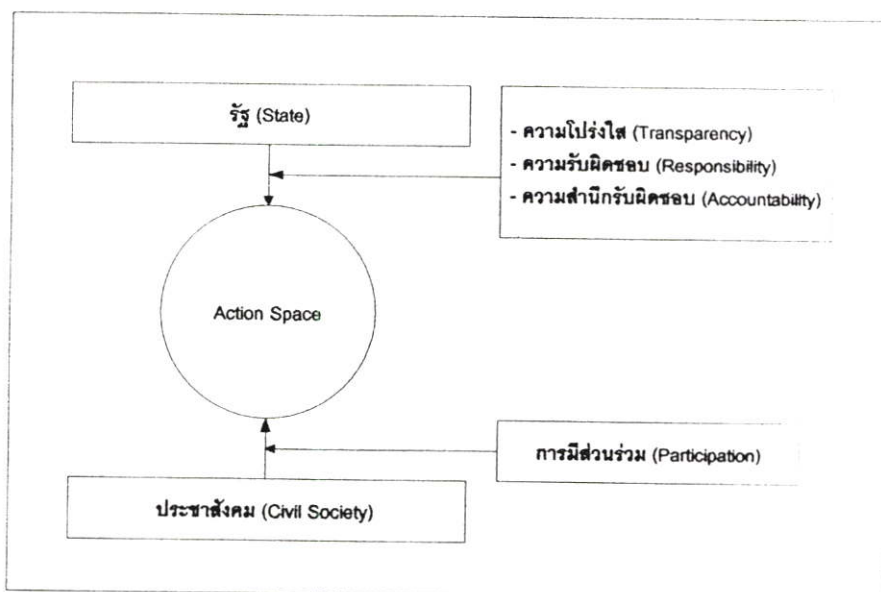 รัฐ (State)
- ความโปร่งใส (Transparency)
- ความรับผิดชอบ (Responsibility)
- ความสำนึกรับผิดชอบ (Accountability)
Action Space
การมีส่วนร่วม (Participation)
ประชาสังคม (Civil Society)